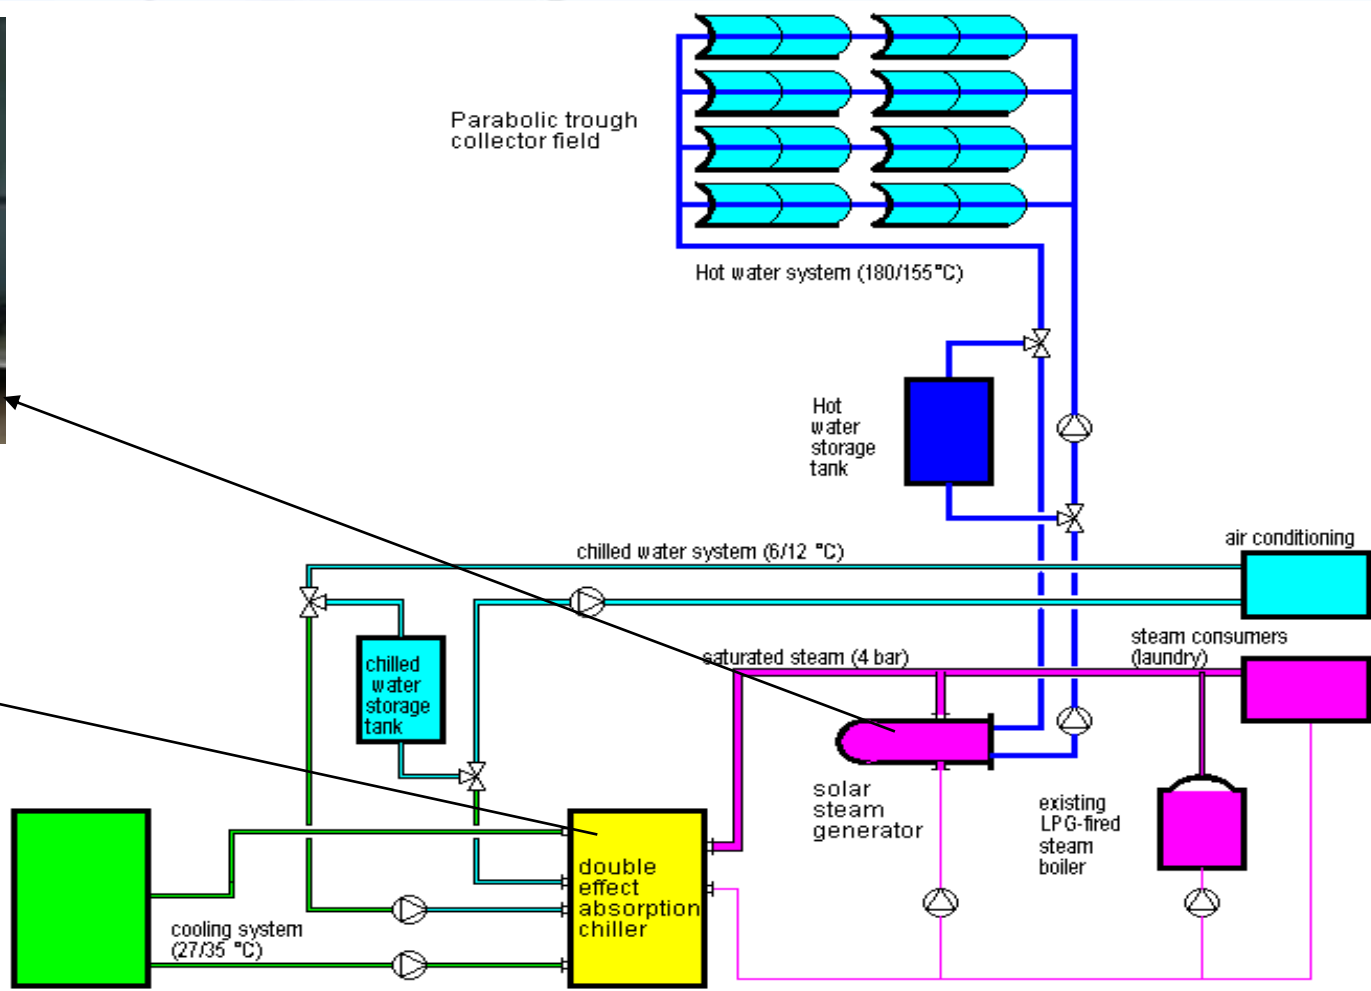 Parabolic trough
collector field
Hot water system (180/155°C)
Hot
water
storage
tank
air conditioning
chilled water system (6/12 °C)
steam consumers
(laundry)
saturated steam (4 bar)
chilled
water
storage
tank
solar
steam
generator
existing
LPG-fired
steam
boiler
double
effect
absorption
chiller
cooling system
(27/35 °C)